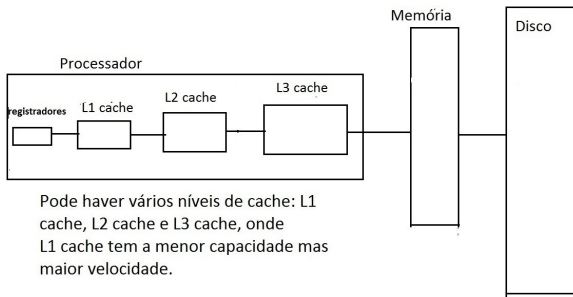 Memória
Disco
Processador
registradores
L1 cache
L2 cache
L3 cache
Pode haver vários níveis de cache: L1
cache, L2 cache e L3 cache, onde
L1 cache tem a menor capacidade mas
maior velocidade.